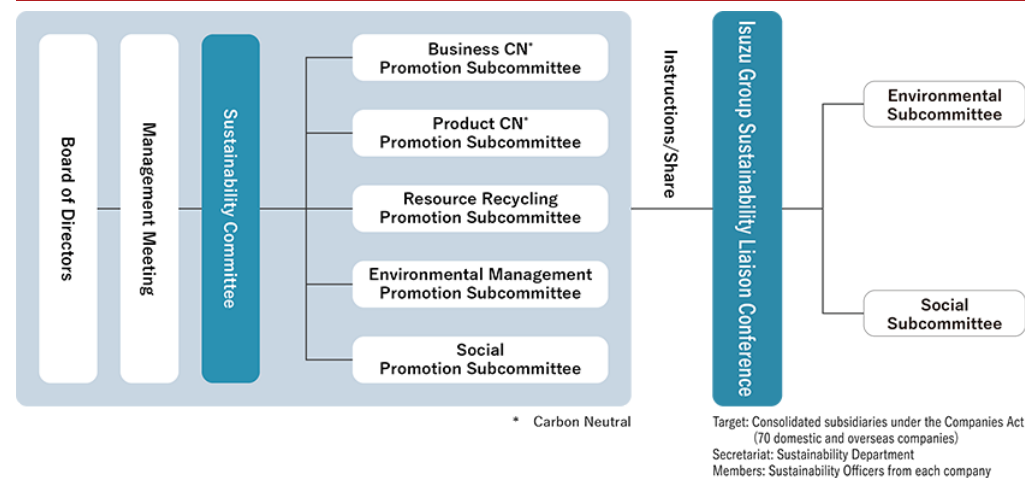 Board of Directors
Management Meeting
Sustainability Committee
Business CN*
Promotion Subcommittee
Product CN*
Promotion Subcommittee
Resource Recycling
Promotion Subcommittee
Environmental Management
Promotion Subcommittee
Social
Promotion Subcommittee
* Carbon Neutral
Instructions/Share
Isuzu Group Sustainability Liaison Conference
Environmental
Subcommittee
Social
Subcommittee
Target: Consolidated subsidiaries under the Companies Act
(70 domestic and overseas companies)
Secretariat: Sustainability Department
Members: Sustainability Officers from each company